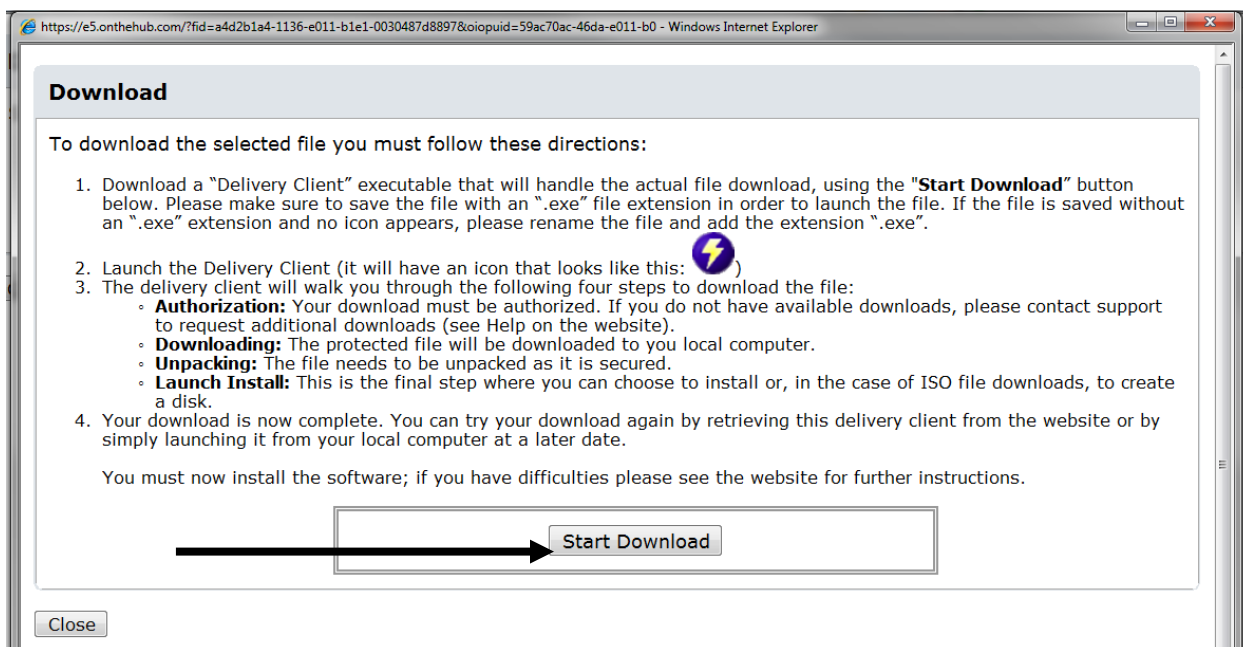 https://e5.onthehub.com/?fid=a4d2b1a4-1136-e011-b1e1-0030487d8897&oiopuid=59ac70ac-46da-e011-b0 - Windows Internet Explorer
Download
To download the selected file you must follow these directions:
1. Download a “Delivery Client” executable that will handle the actual file download, using the "Start Download” button
below. Please make sure to save the file with an “.exe” file extension in order to launch the file. If the file is saved without
an “.exe” extension and no icon appears, please rename the file and add the extension “.exe”.
2. Launch the Delivery Client (it will have an icon that looks like this: )
3. The delivery client will walk you through the following four steps to download the file:
◦ Authorization: Your download must be authorized. If you do not have available downloads, please contact support
to request additional downloads (see Help on the website).
◦ Downloading: The protected file will be downloaded to you local computer.
◦ Unpacking: The file needs to be unpacked as it is secured.
◦ Launch Install: This is the final step where you can choose to install or, in the case of ISO file downloads, to create
a disk.
4. Your download is now complete. You can try your download again by retrieving this delivery client from the website or by
simply launching it from your local computer at a later date.
You must now install the software; if you have difficulties please see the website for further instructions.
Start Download
Close